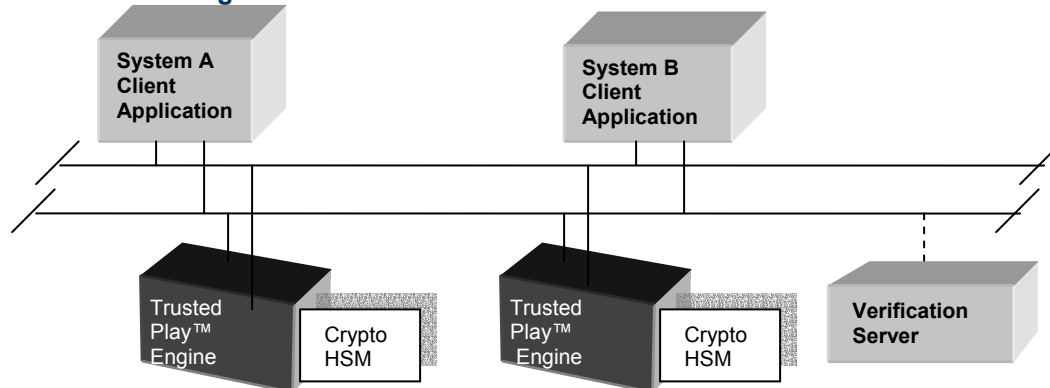 System A
Client
Application
System B
Client
Application
Trusted
Play™
Engine
Crypto
HSM
Trusted
Play™
Engine
Crypto
HSM
Verification
Server